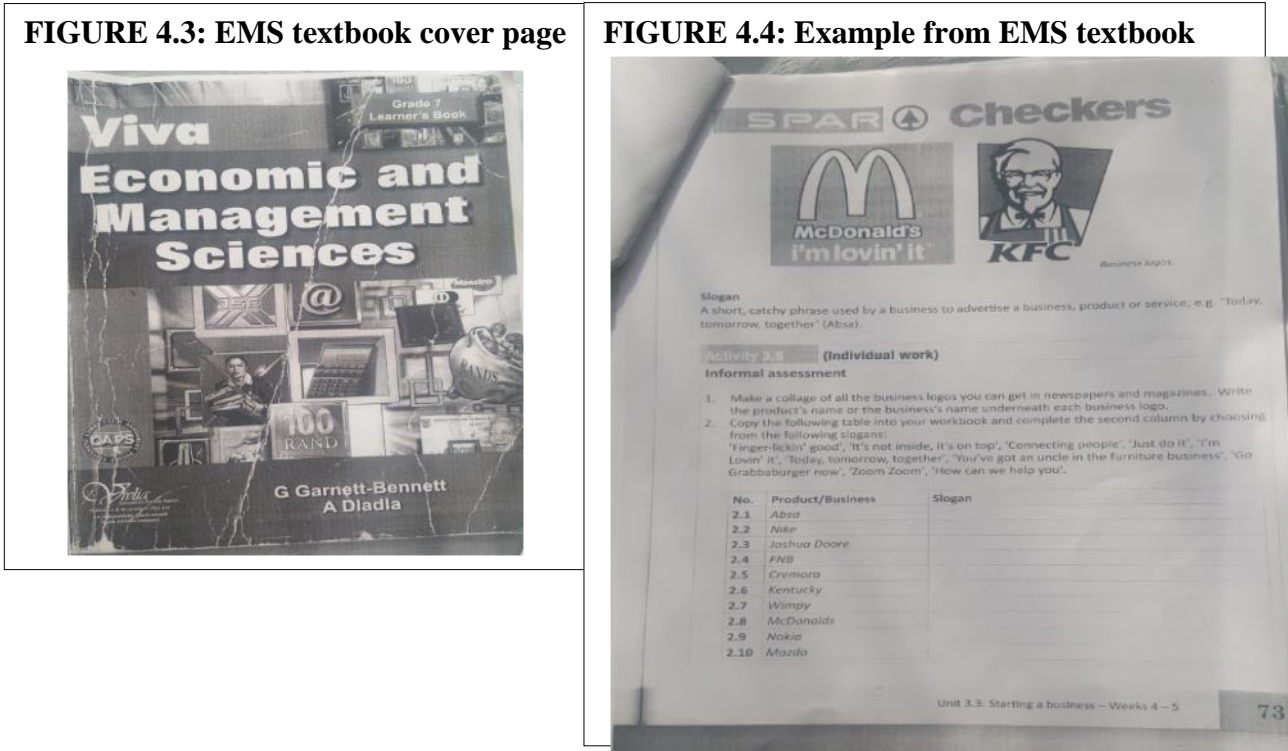 FIGURE 4.3: EMS textbook cover page
Grade 7
Learner's Book
Viva
Economic and
Management
Sciences
Maestro
JSE
@
RANDS
100
RAND
CAPS
G Garnett-Bennett
A Dladla
FIGURE 4.4: Example from EMS textbook
SPAR Checkers
McDonald's
i'm lovin' it
KFC
Business logos.
Slogan
A short, catchy phrase used by a business to advertise a business, product or service, e.g. 'Today,
tomorrow, together' (Absa).
Activity 3.5 (Individual work)
Informal assessment
1. Make a collage of all the business logos you can get in newspapers and magazines. Write
the product's name or the business's name underneath each business logo.
2. Copy the following table into your workbook and complete the second column by choosing
from the following slogans:
'Finger-lickin' good', 'It's not inside, it's on top', 'Connecting people', 'Just do it', 'I'm
Lovin' it', 'Today, tomorrow, together', 'You've got an uncle in the furniture business', 'Go
Grabbaburger now', 'Zoom Zoom', 'How can we help you'.
No. Product/Business Slogan
2.1 Absa
2.2 Nike
2.3 Joshua Doore
2.4 FNB
2.5 Cremora
2.6 Kentucky
2.7 Wimpy
2.8 McDonalds
2.9 Nokia
2.10 Mazda
Unit 3.3: Starting a business – Weeks 4 – 5
73